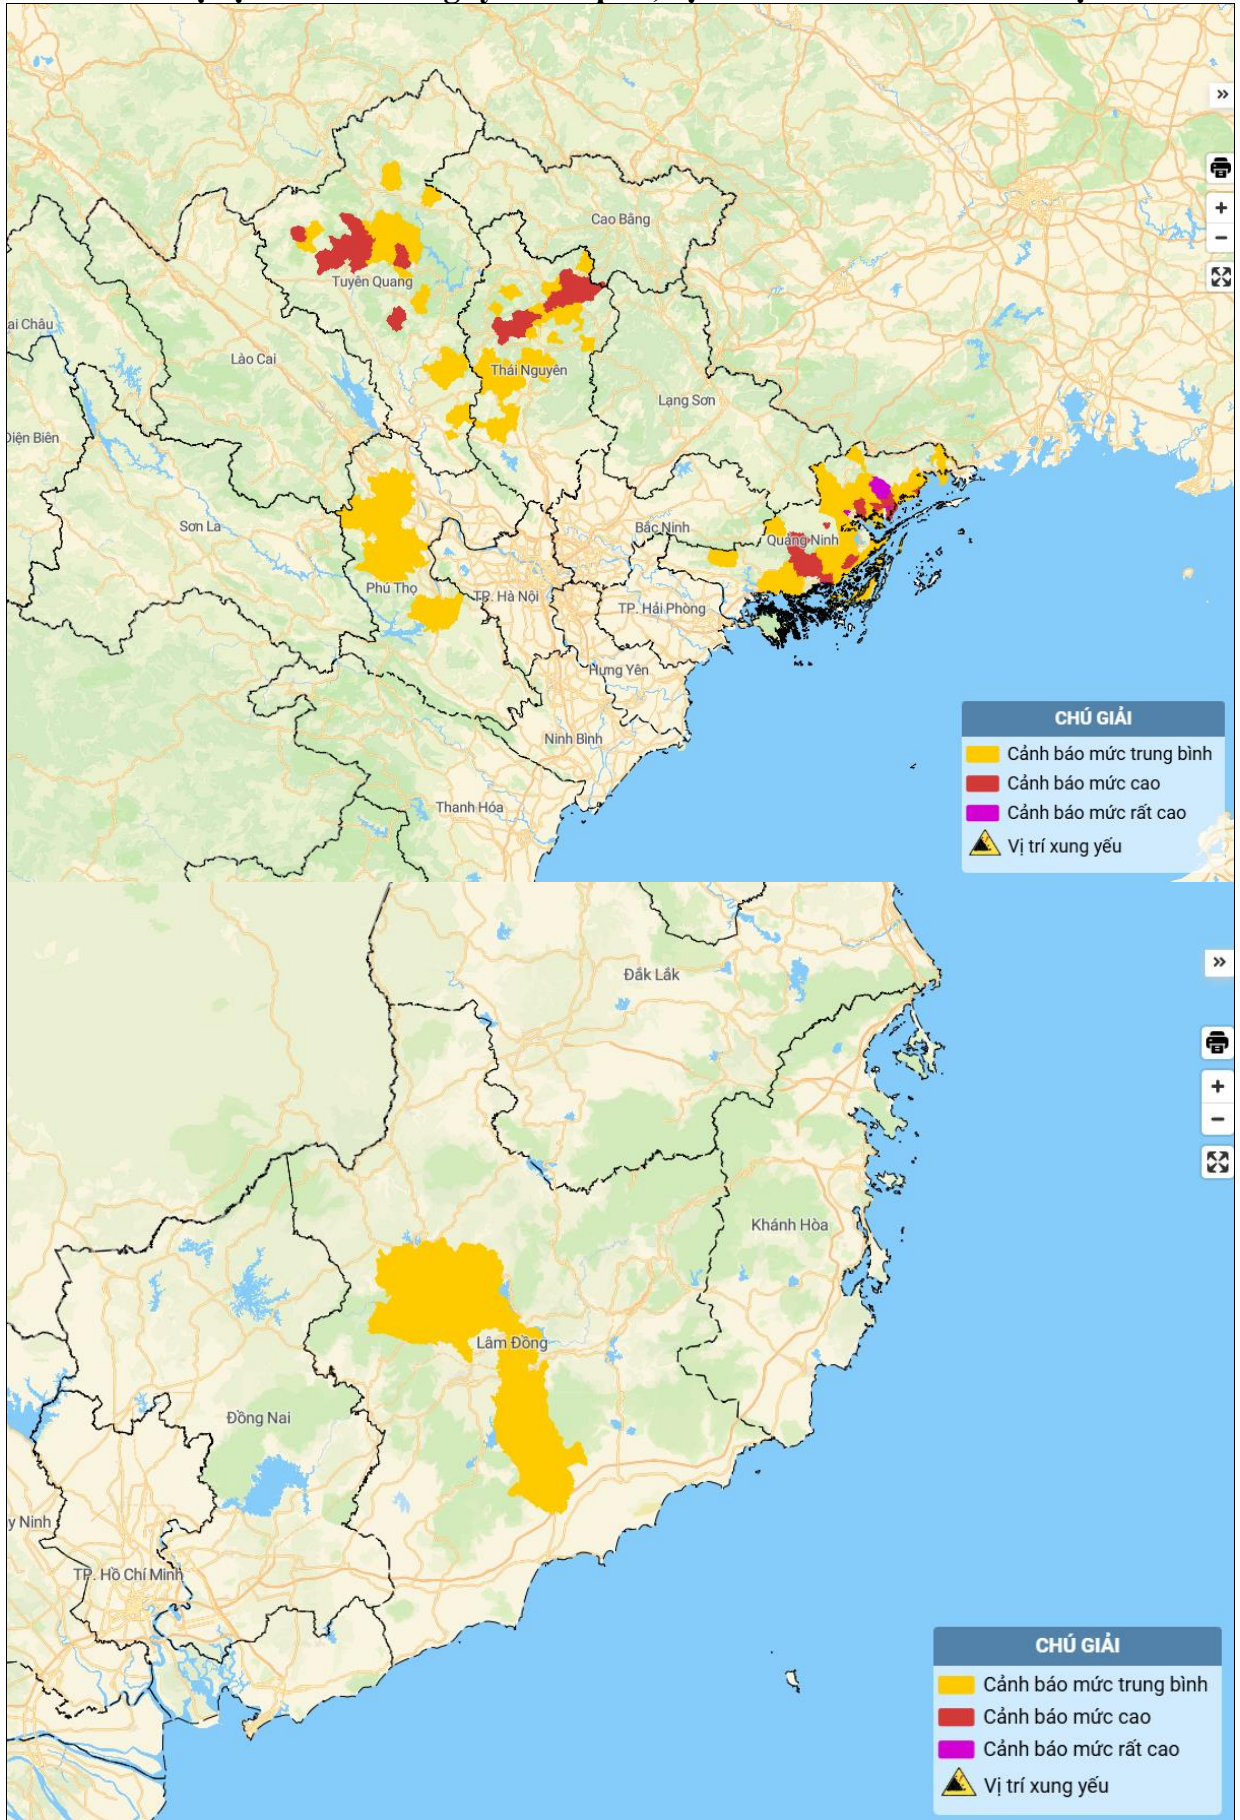 »
+
−
Cao Bằng
Tuyên Quang
ai Châu
Lào Cai
Thái Nguyên
Lạng Sơn
Điện Biên
Sơn La
Bắc Ninh
Quảng Ninh
Phú Thọ
TP. Hà Nội
TP. Hải Phòng
Hưng Yên
Ninh Bình
Thanh Hóa
CHÚ GIẢI
Cảnh báo mức trung bình
Cảnh báo mức cao
Cảnh báo mức rất cao
Vị trí xung yếu
»
Đắk Lắk
+
−
Khánh Hòa
Lâm Đồng
Đồng Nai
y Ninh
TP. Hồ Chí Minh
CHÚ GIẢI
Cảnh báo mức trung bình
Cảnh báo mức cao
Cảnh báo mức rất cao
Vị trí xung yếu